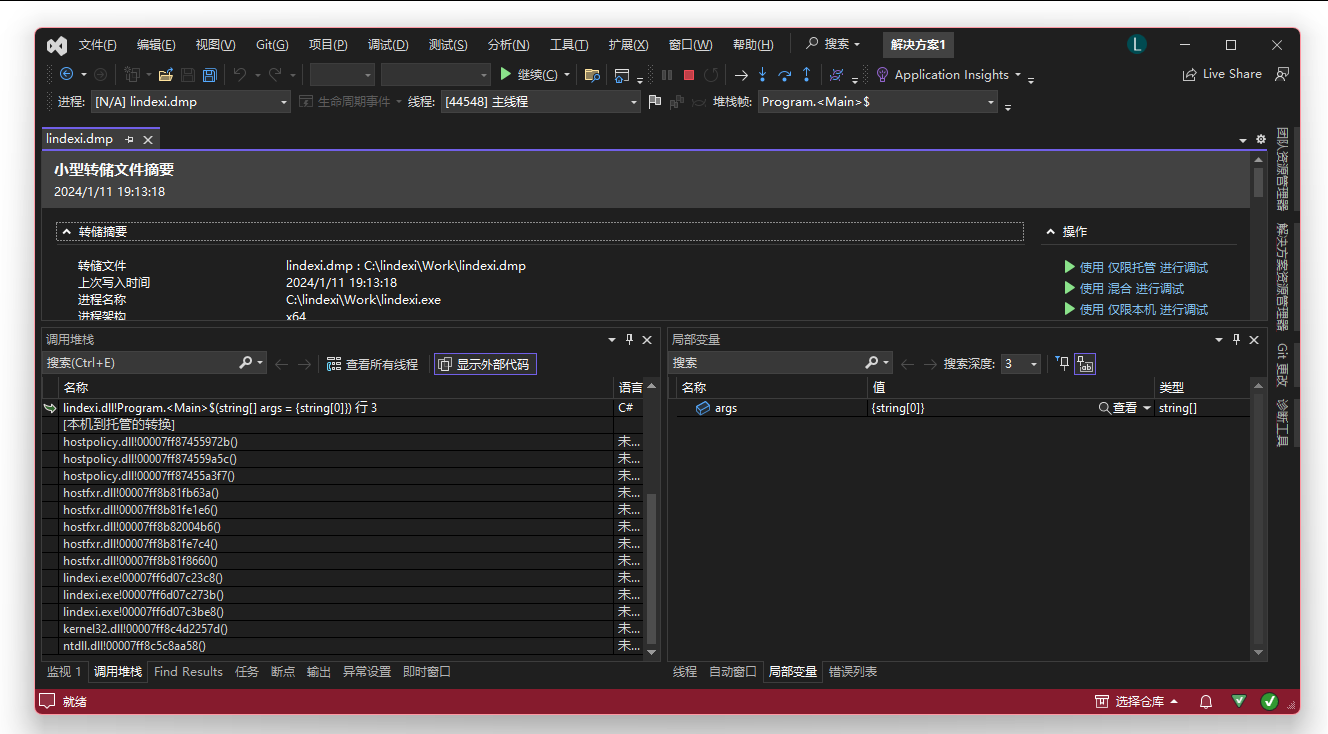 文件(F) 编辑(E) 视图(V) Git(G) 项目(P) 调试(D) 测试(S) 分析(N) 工具(T) 扩展(X) 窗口(W) 帮助(H) 搜索 解决方案1 L
继续(C) Application Insights Live Share
进程: [N/A] lindexi.dmp 生命周期事件 线程: [44548] 主线程 堆栈帧: Program.<Main>$
lindexi.dmp
小型转储文件摘要
2024/1/11 19:13:18
转储摘要
转储文件 lindexi.dmp : C:\lindexi\Work\lindexi.dmp
上次写入时间 2024/1/11 19:13:18
进程名称 C:\lindexi\Work\lindexi.exe
进程架构 x64
操作
使用 仅限托管 进行调试
使用 混合 进行调试
使用 仅限本机 进行调试
团队资源管理器
解决方案资源管理器
Git 更改
诊断工具
调用堆栈
搜索(Ctrl+E) 查看所有线程 显示外部代码
名称 语言
lindexi.dll!Program.<Main>$(string[] args = {string[0]}) 行 3 C#
[本机到托管的转换]
hostpolicy.dll!00007ff87455972b() 未...
hostpolicy.dll!00007ff874559a5c() 未...
hostpolicy.dll!00007ff87455a3f7() 未...
hostfxr.dll!00007ff8b81fb63a() 未...
hostfxr.dll!00007ff8b81fe1e6() 未...
hostfxr.dll!00007ff8b82004b6() 未...
hostfxr.dll!00007ff8b81fe7c4() 未...
hostfxr.dll!00007ff8b81f8660() 未...
lindexi.exe!00007ff6d07c23c8() 未...
lindexi.exe!00007ff6d07c273b() 未...
lindexi.exe!00007ff6d07c3be8() 未...
kernel32.dll!00007ff8c4d2257d() 未...
ntdll.dll!00007ff8c5c8aa58() 未...
监视 1 调用堆栈 Find Results 任务 断点 输出 异常设置 即时窗口
局部变量
搜索 搜索深度: 3
名称 值 类型
args {string[0]} 查看 string[]
线程 自动窗口 局部变量 错误列表
就绪 选择仓库